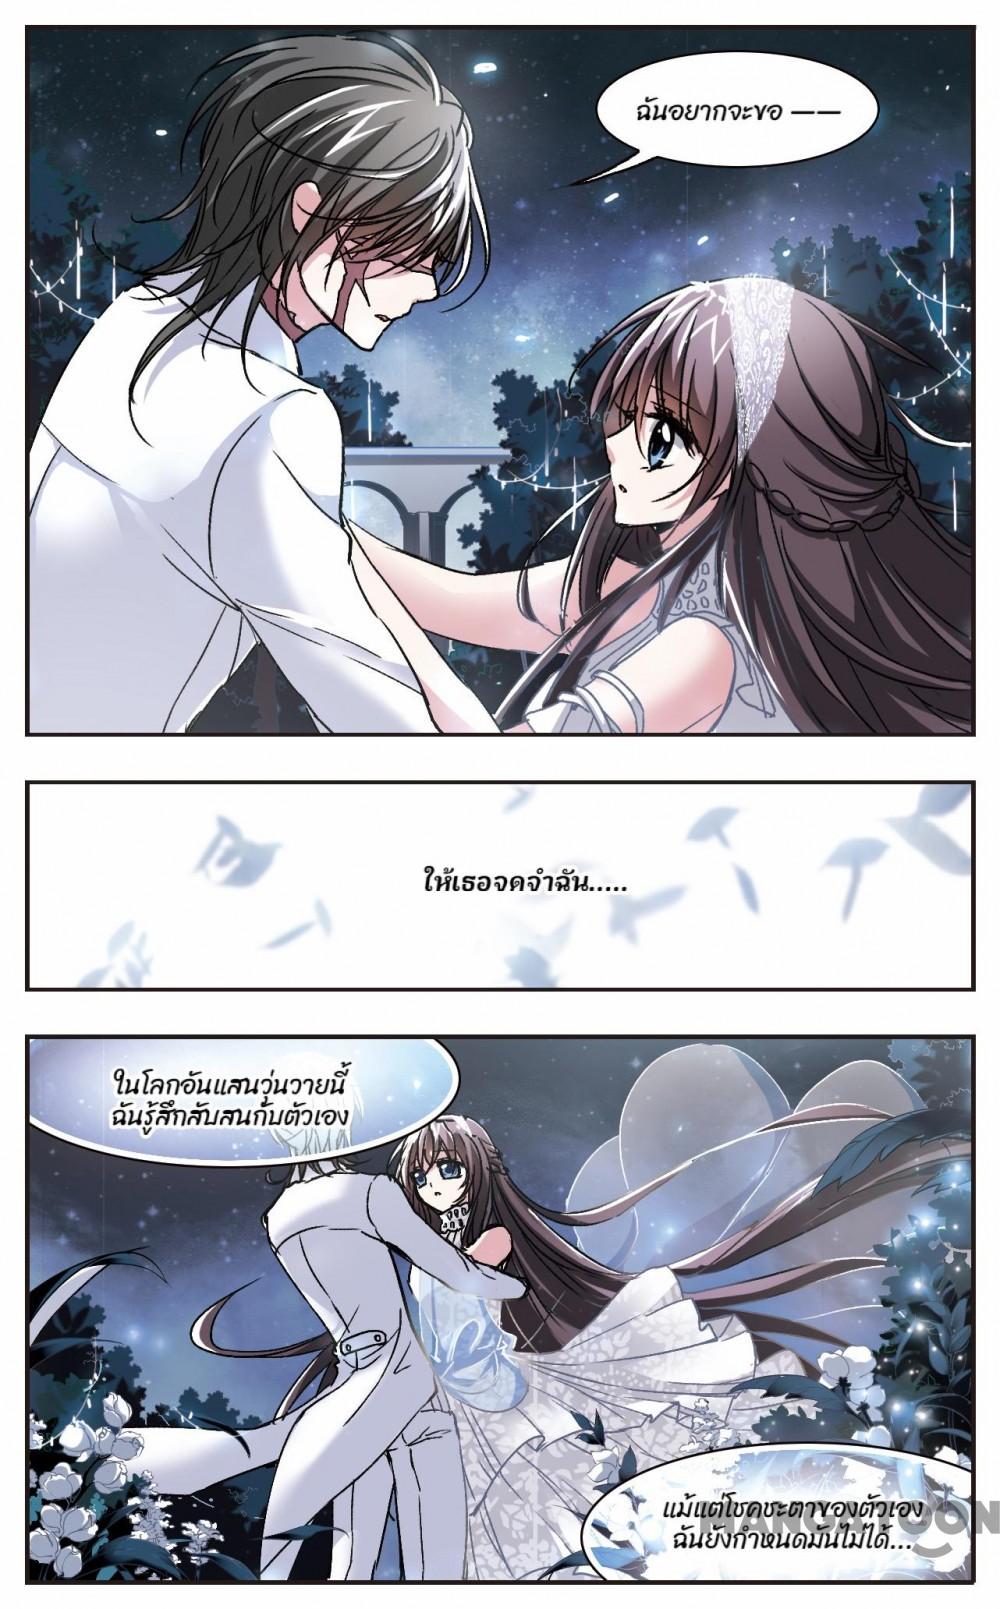 ฉันอยากจะขอ ——
ให้เธอจดจำฉัน.....
ในโลกอันแสนวุ่นวายนี้
ฉันรู้สึกสับสนกับตัวเอง
แม้แต่โชคชะตาของตัวเอง
ฉันยังกำหนดมันไม่ได้...
MANGATOON